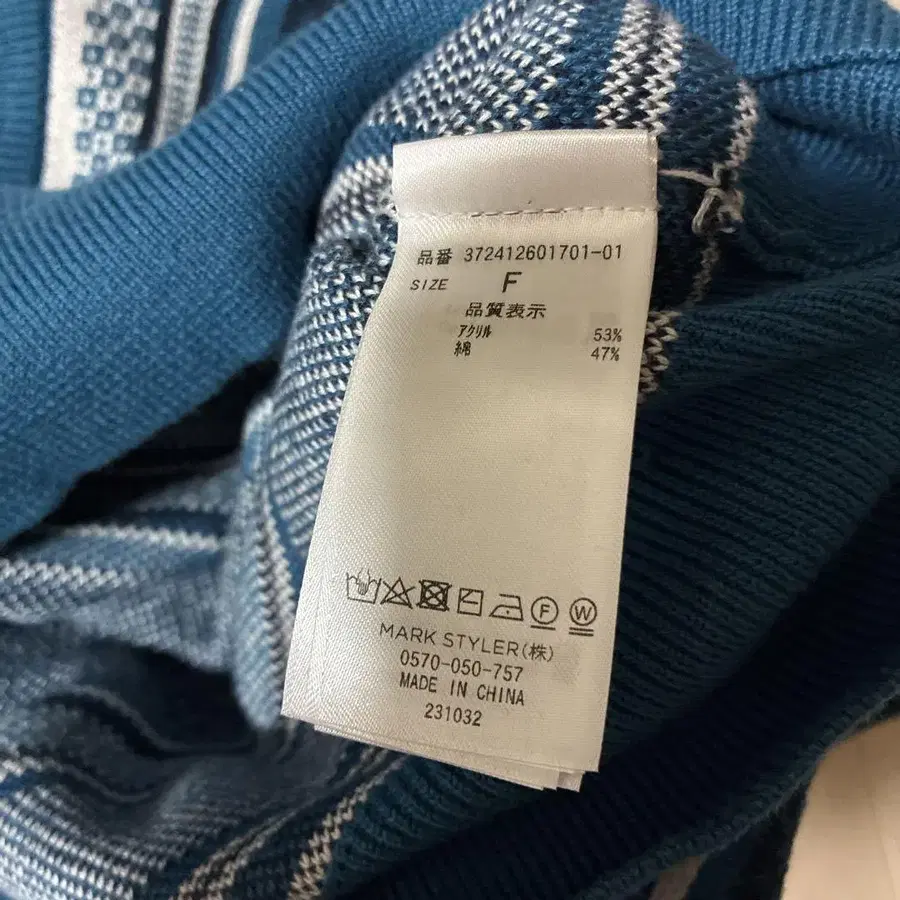 品番 372412601701-01
SIZE F
品質表示
アクリル 53%
綿 47%
F W
MARK STYLER(株)
0570-050-757
MADE IN CHINA
231032